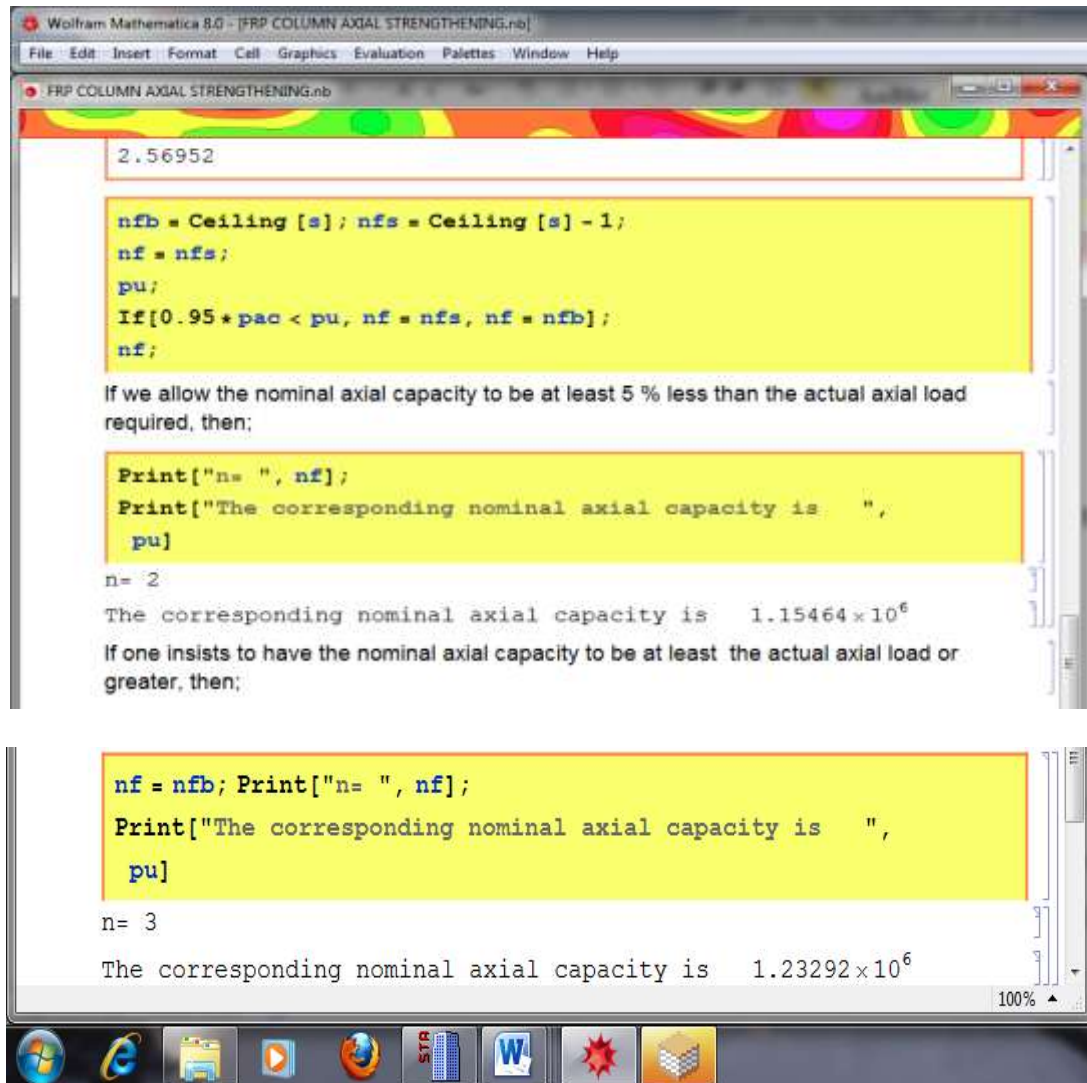 Wolfram Mathematica 8.0 - [FRP COLUMN AXIAL STRENGTHENING.nb]
File Edit Insert Format Cell Graphics Evaluation Palettes Window Help
FRP COLUMN AXIAL STRENGTHENING.nb
2.56952
nfb = Ceiling [s]; nfs = Ceiling [s] - 1;
nf = nfs;
pu;
If[0.95 * pac < pu, nf = nfs, nf = nfb];
nf;
If we allow the nominal axial capacity to be at least 5 % less than the actual axial load
required, then;
Print["n= ", nf];
Print["The corresponding nominal axial capacity is   ",
pu]
n= 2
The corresponding nominal axial capacity is   1.15464×10⁶
If one insists to have the nominal axial capacity to be at least the actual axial load or
greater, then;
nf = nfb; Print["n= ", nf];
Print["The corresponding nominal axial capacity is   ",
pu]
n= 3
The corresponding nominal axial capacity is   1.23292×10⁶
100%
STA
W